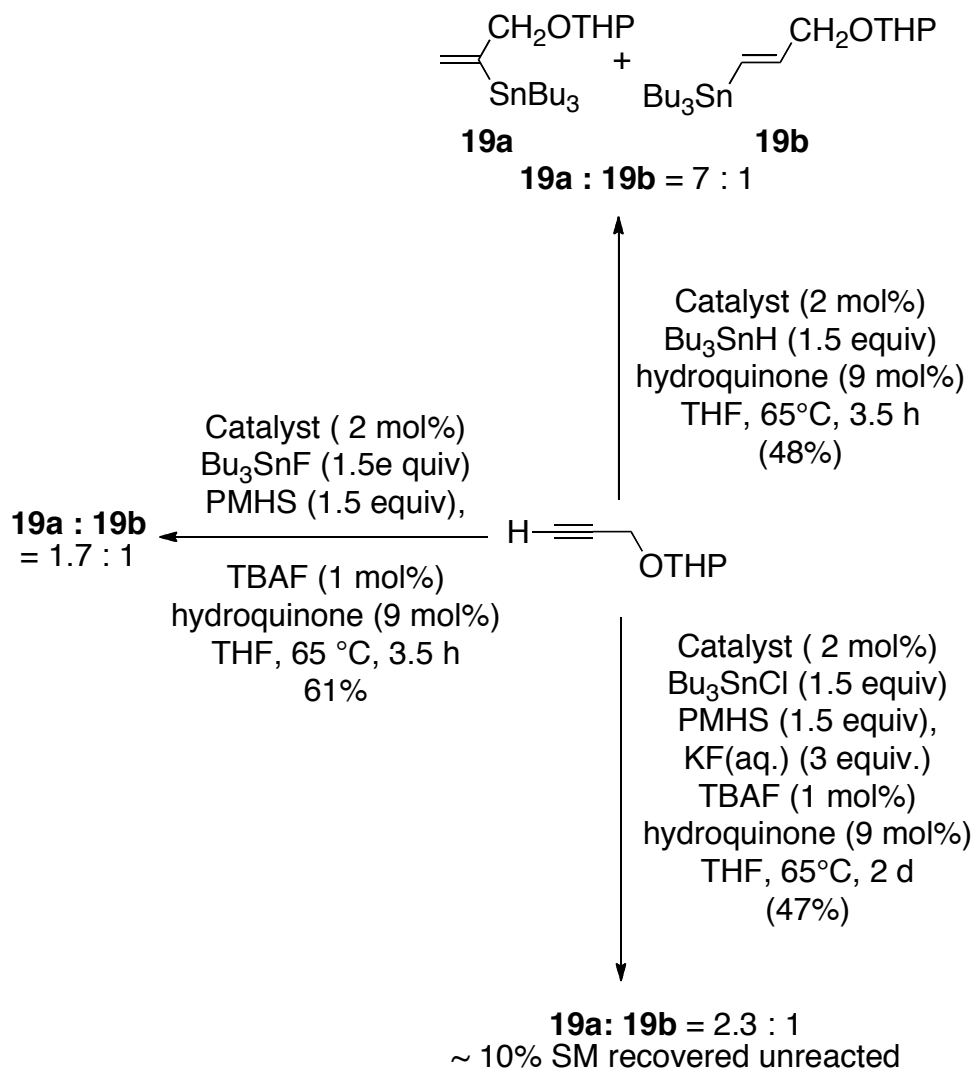 CH2OTHP
SnBu3
19a
+
CH2OTHP
Bu3Sn
19b
19a : 19b = 7 : 1
Catalyst (2 mol%)
Bu3SnH (1.5 equiv)
hydroquinone (9 mol%)
THF, 65°C, 3.5 h
(48%)
Catalyst ( 2 mol%)
Bu3SnF (1.5e quiv)
PMHS (1.5 equiv),
TBAF (1 mol%)
hydroquinone (9 mol%)
THF, 65 °C, 3.5 h
61%
19a : 19b
= 1.7 : 1
H
OTHP
Catalyst ( 2 mol%)
Bu3SnCl (1.5 equiv)
PMHS (1.5 equiv),
KF(aq.) (3 equiv.)
TBAF (1 mol%)
hydroquinone (9 mol%)
THF, 65°C, 2 d
(47%)
19a: 19b = 2.3 : 1
~ 10% SM recovered unreacted